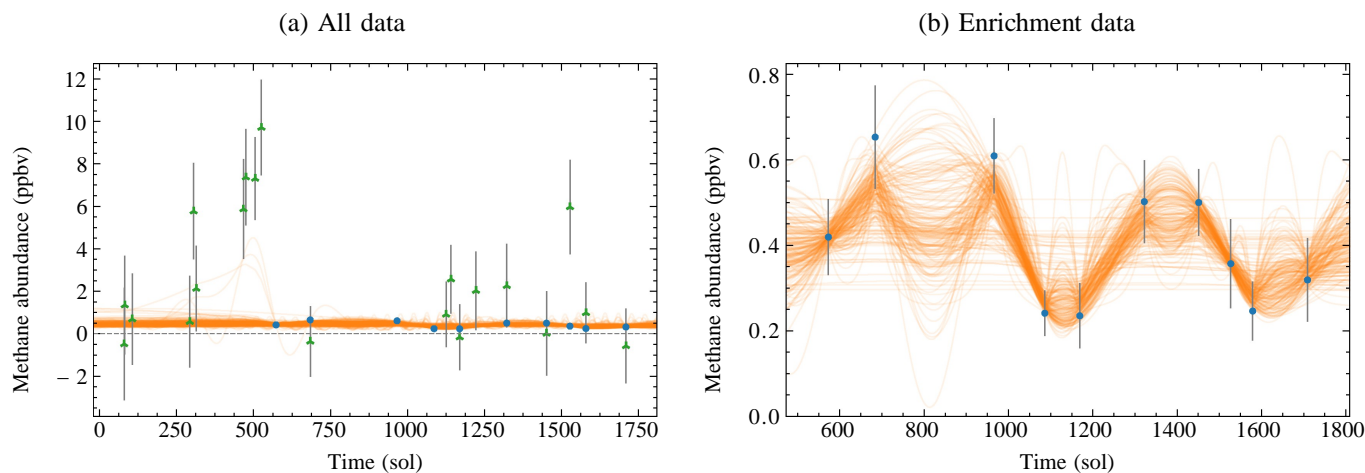 (a) All data
12
10
8
6
4
2
0
− 2
Methane abundance (ppbv)
0 250 500 750 1000 1250 1500 1750
Time (sol)
(b) Enrichment data
0.8
0.6
0.4
0.2
0.0
Methane abundance (ppbv)
600 800 1000 1200 1400 1600 1800
Time (sol)